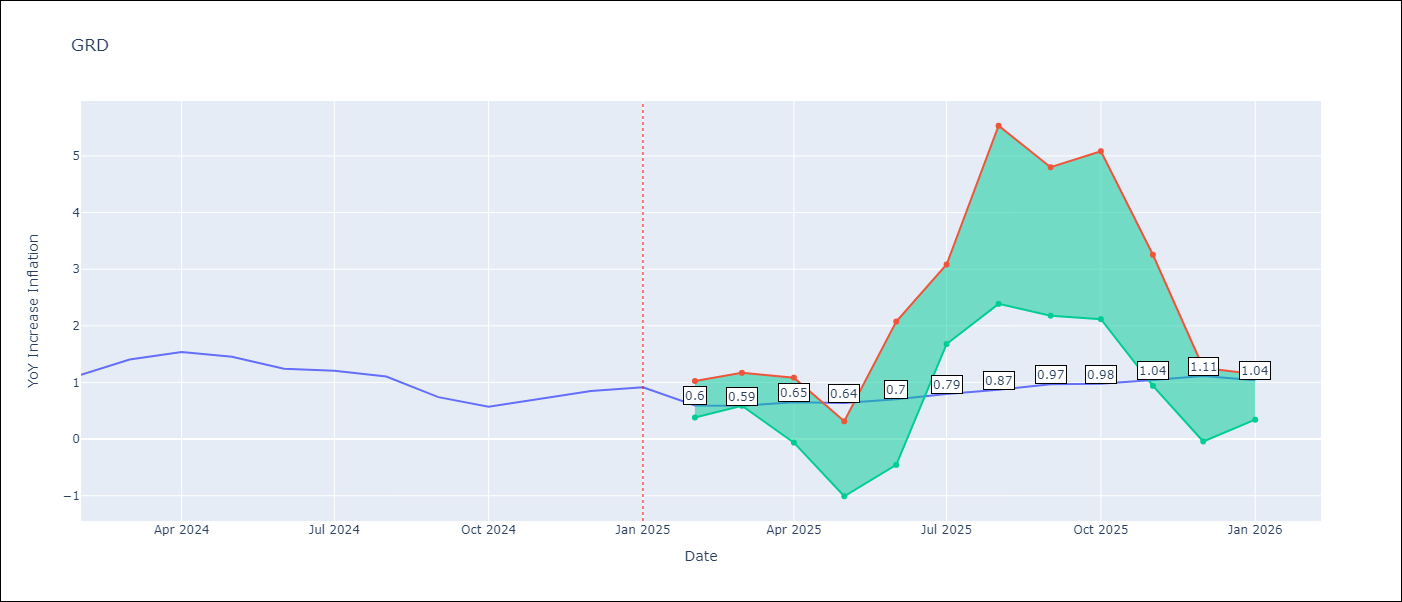 GRD
YoY Increase Inflation
5
4
3
2
1
0
−1
0.6
0.59
0.65
0.64
0.7
0.79
0.87
0.97
0.98
1.04
1.11
1.04
Apr 2024
Jul 2024
Oct 2024
Jan 2025
Apr 2025
Jul 2025
Oct 2025
Jan 2026
Date